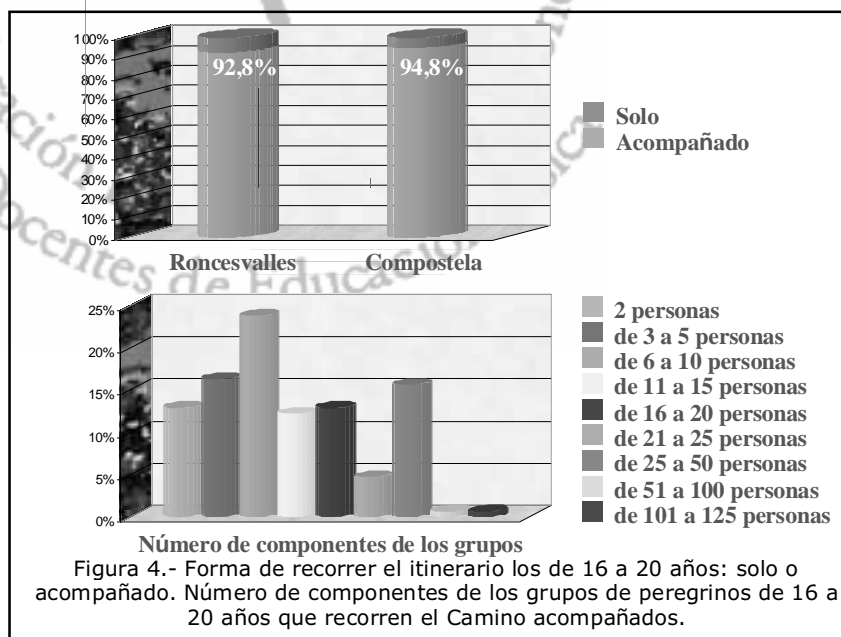 100%
90%
80%
70%
60%
50%
40%
30%
20%
10%
0%
92,8%
94,8%
Solo
Acompañado
Roncesvalles Compostela
ación
Docentes de Educación
25%
20%
15%
10%
5%
0%
2 personas
de 3 a 5 personas
de 6 a 10 personas
de 11 a 15 personas
de 16 a 20 personas
de 21 a 25 personas
de 25 a 50 personas
de 51 a 100 personas
de 101 a 125 personas
Número de componentes de los grupos
Figura 4.- Forma de recorrer el itinerario los de 16 a 20 años: solo o
acompañado. Número de componentes de los grupos de peregrinos de 16 a
20 años que recorren el Camino acompañados.